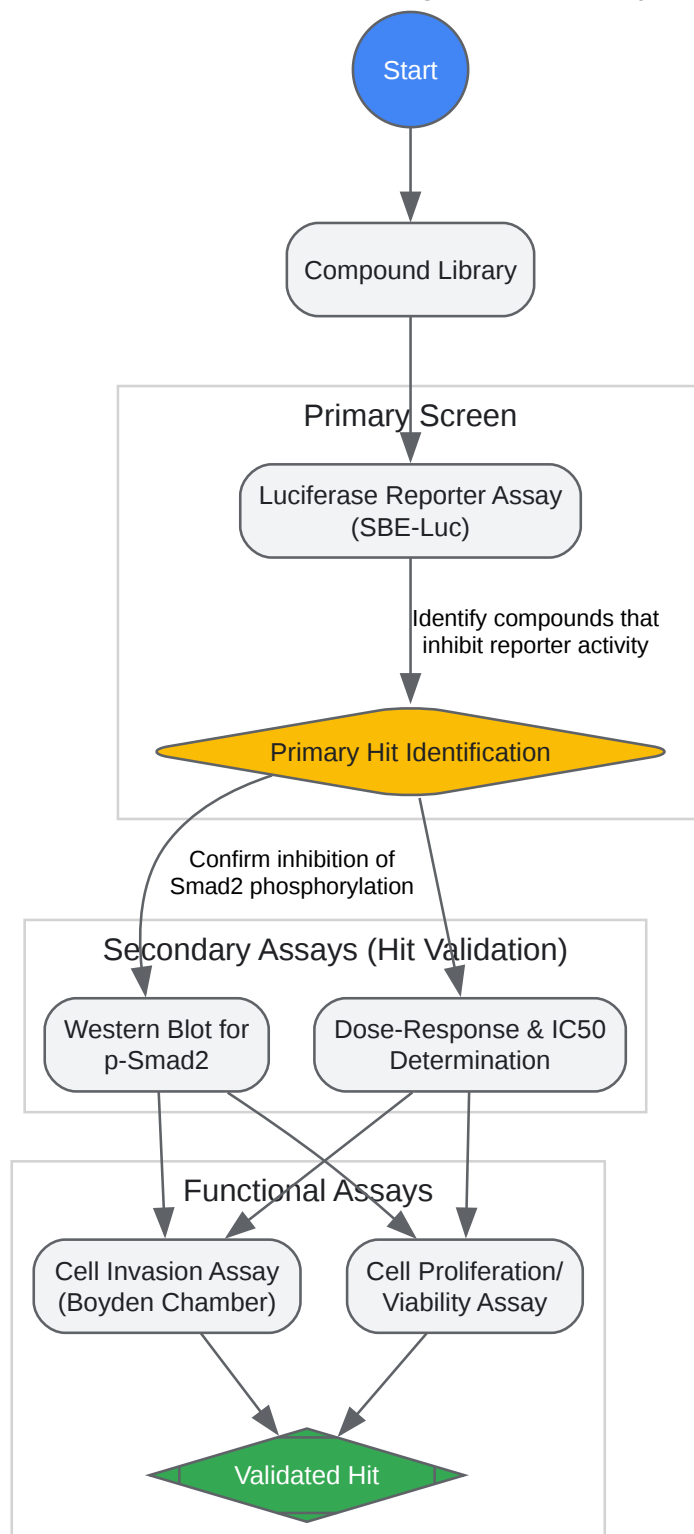 Start
Compound Library
Primary Screen
Luciferase Reporter Assay
(SBE-Luc)
Identify compounds that
inhibit reporter activity
Primary Hit Identification
Confirm inhibition of
Smad2 phosphorylation
Secondary Assays (Hit Validation)
Western Blot for
p-Smad2
Dose-Response & IC50
Determination
Functional Assays
Cell Invasion Assay
(Boyden Chamber)
Cell Proliferation/
Viability Assay
Validated Hit